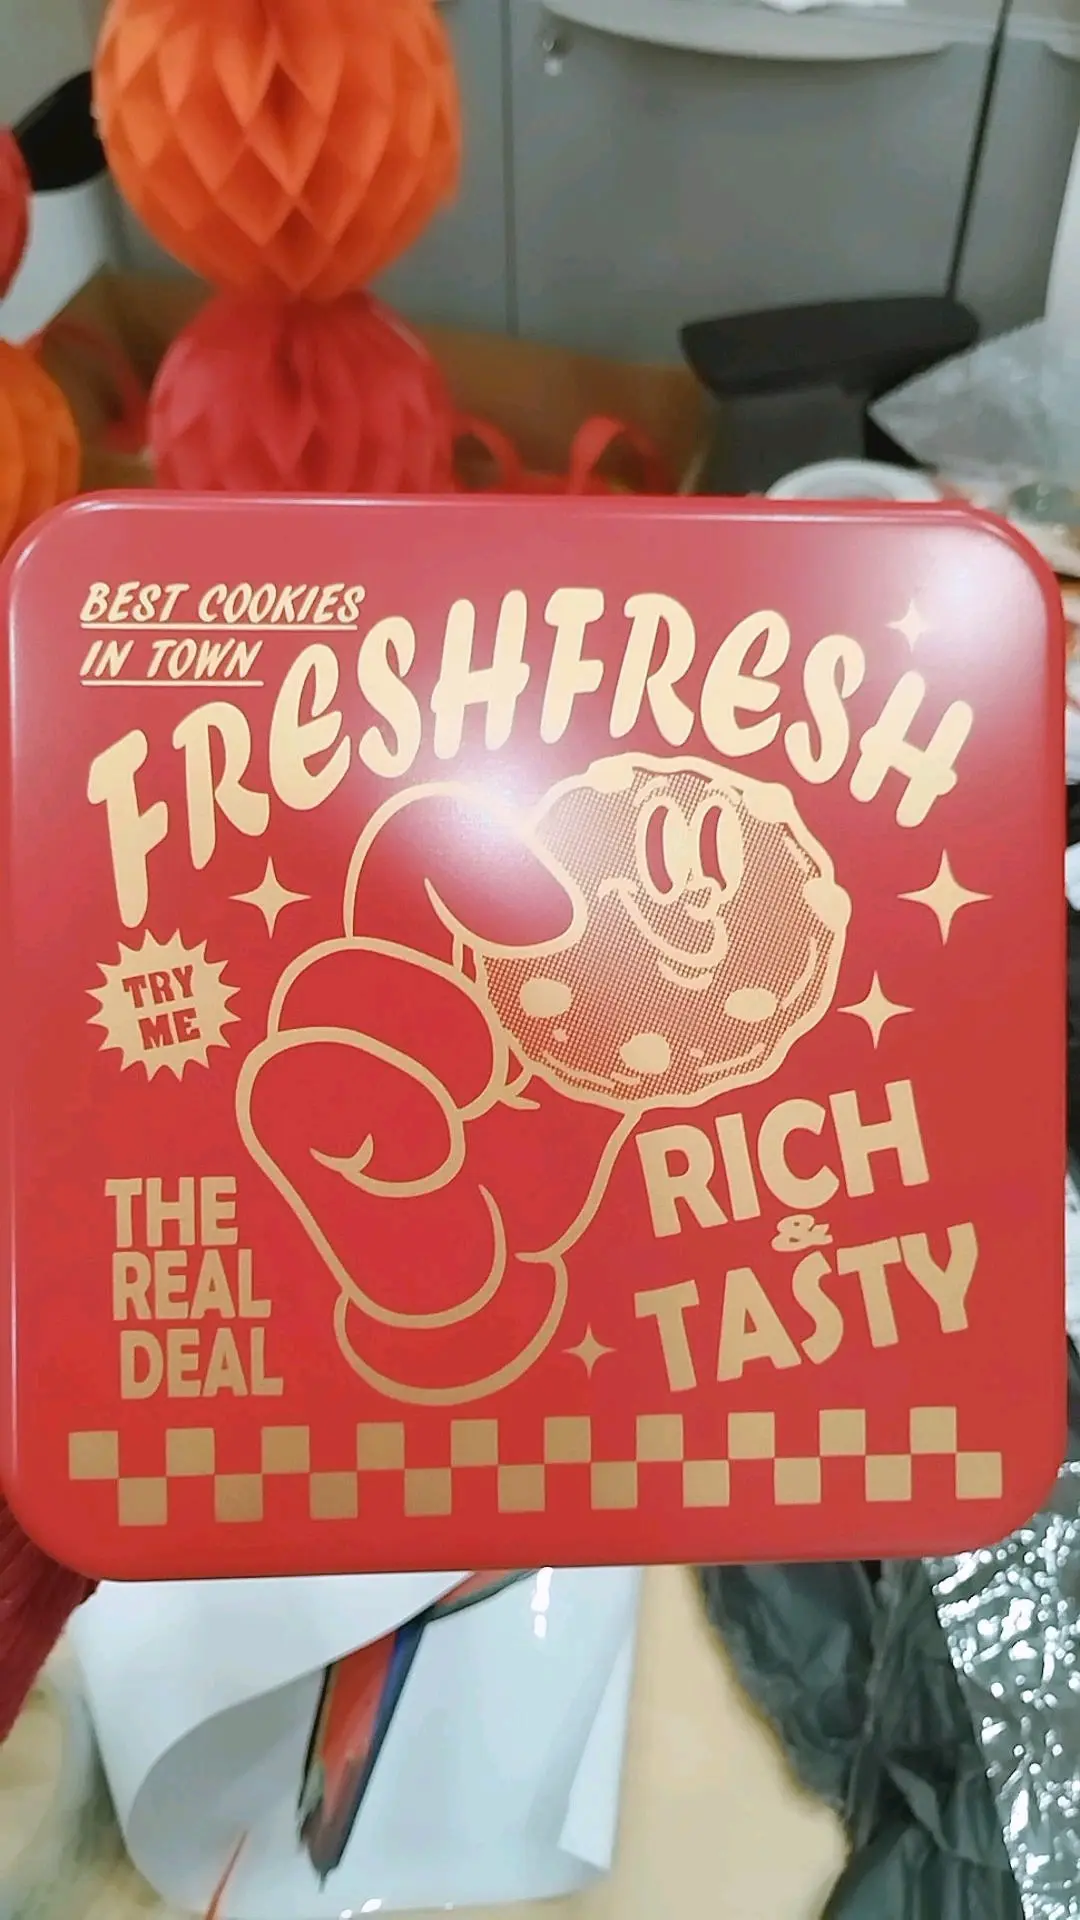 BEST COOKIES
IN TOWN
FRESHFRESH
TRY
ME
THE
REAL
DEAL
RICH
&
TASTY